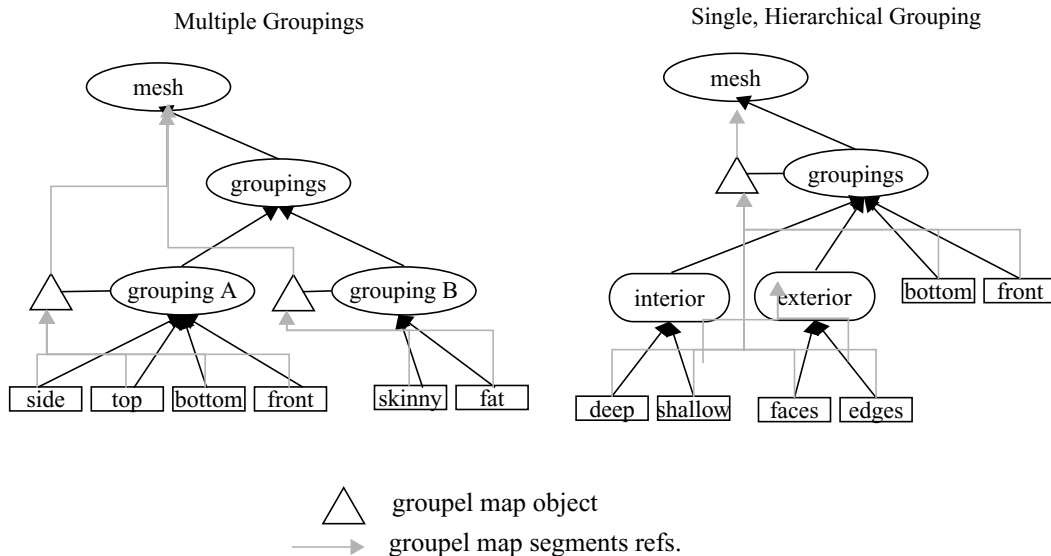 Multiple Groupings
mesh
groupings
grouping A
grouping B
side
top
bottom
front
skinny
fat
Single, Hierarchical Grouping
mesh
groupings
interior
exterior
bottom
front
deep
shallow
faces
edges
groupel map object
groupel map segments refs.